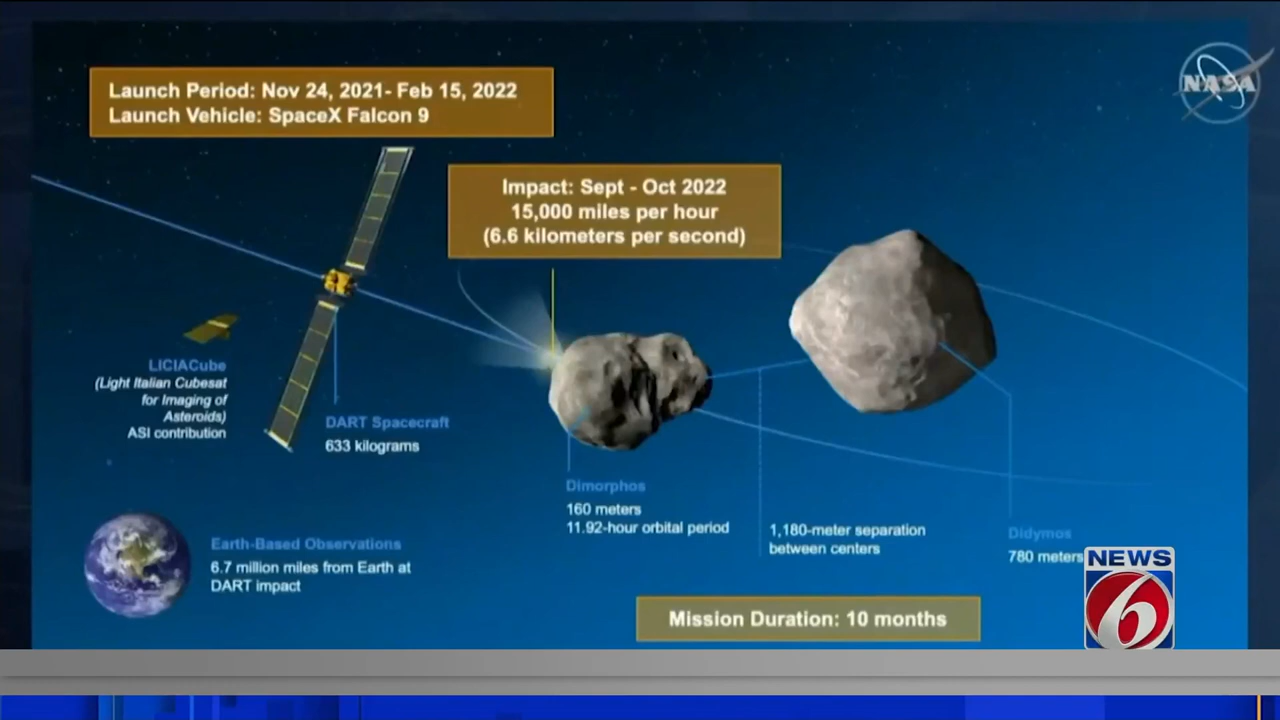 Launch Period: Nov 24, 2021- Feb 15, 2022
Launch Vehicle: SpaceX Falcon 9
NASA
Impact: Sept - Oct 2022
15,000 miles per hour
(6.6 kilometers per second)
LICIACube
(Light Italian Cubesat
for Imaging of
Asteroids)
ASI contribution
DART Spacecraft
633 kilograms
Dimorphos
160 meters
11.92-hour orbital period
1,180-meter separation
between centers
Didymos
780 meters
Earth-Based Observations
6.7 million miles from Earth at
DART impact
Mission Duration: 10 months
NEWS
6